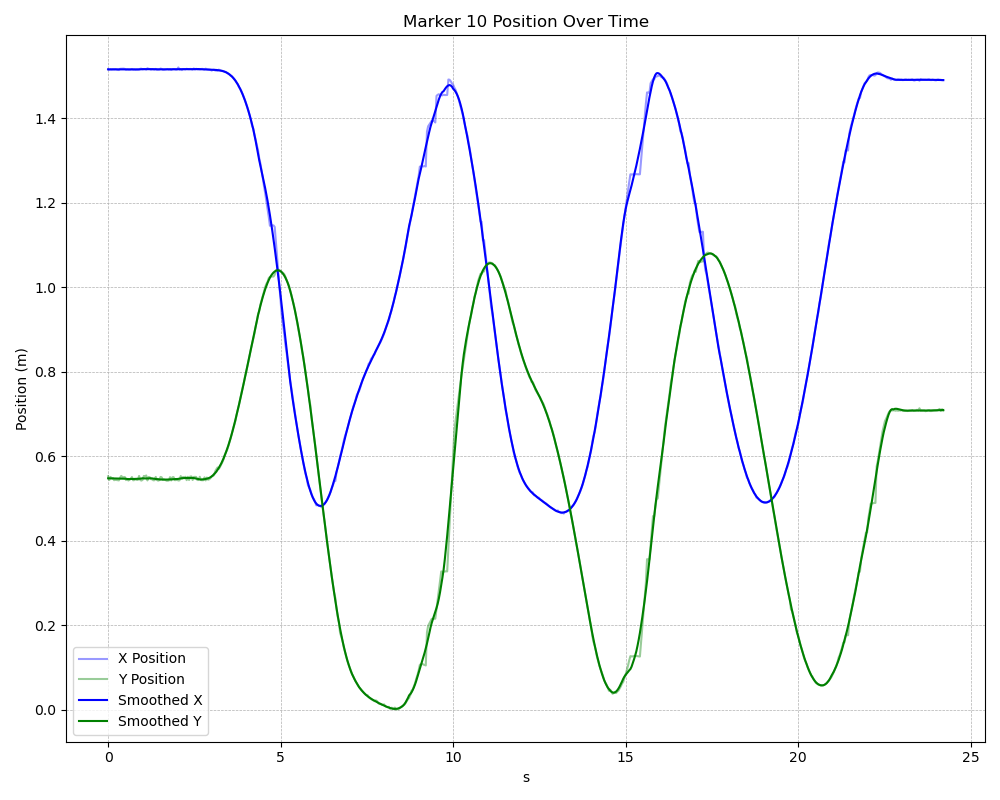 Marker 10 Position Over Time
Position (m)
1.4
1.2
1.0
0.8
0.6
0.4
0.2
0.0
X Position
Y Position
Smoothed X
Smoothed Y
0 5 10 15 20 25
s